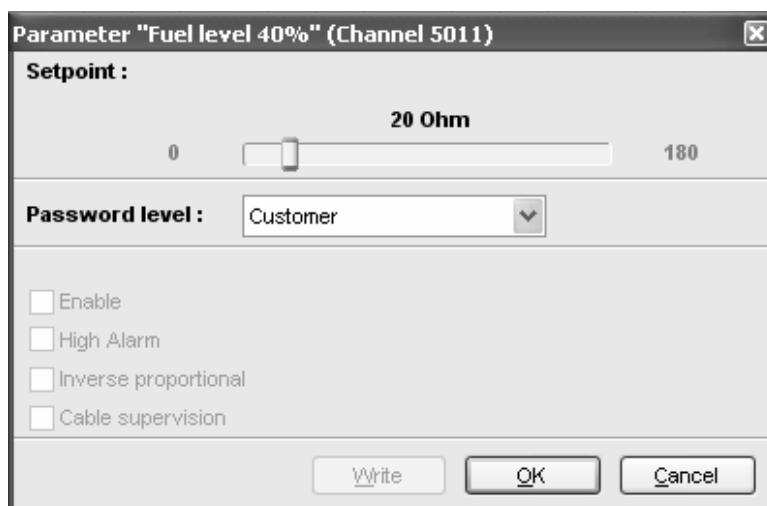 Parameter "Fuel level 40%" (Channel 5011)
Setpoint :
20 Ohm
0 180
Password level : Customer
Enable
High Alarm
Inverse proportional
Cable supervision
Write OK Cancel